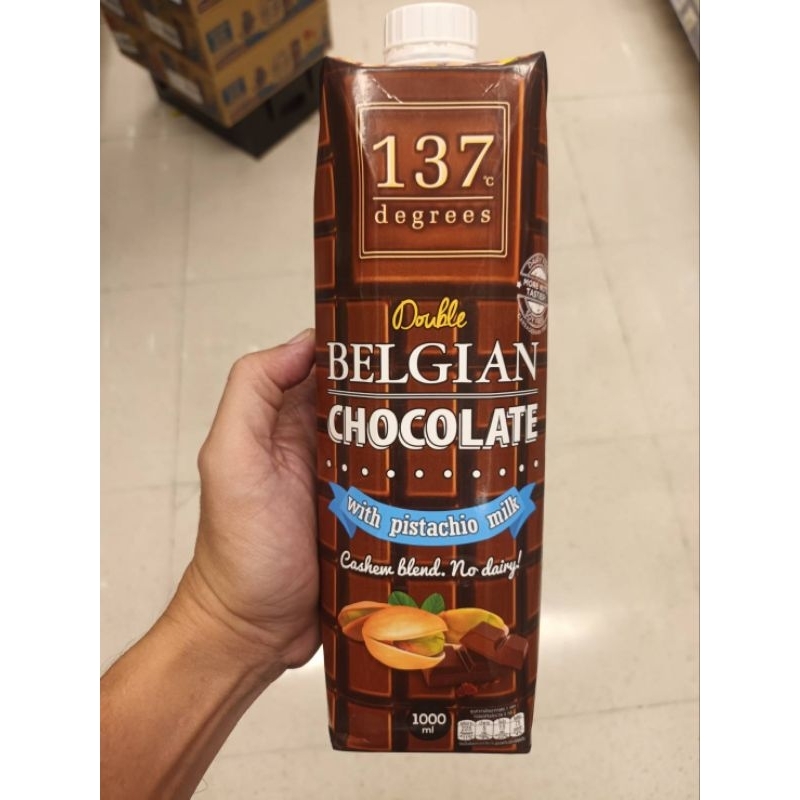 137°C
degrees
Double
BELGIAN
CHOCOLATE
with pistachio milk
Cashew blend. No dairy!
1000
ml